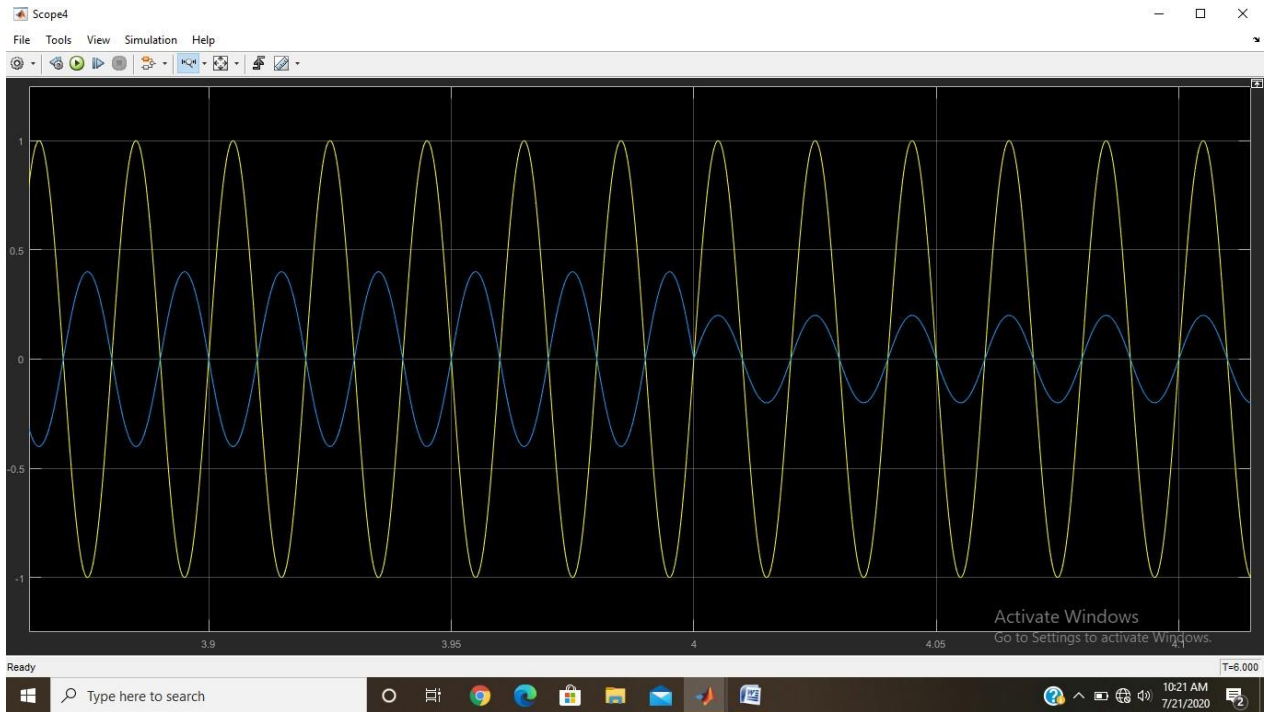 Scope4
File Tools View Simulation Help
1
0.5
0
-0.5
-1
3.9 3.95 4 4.05 4.1
Activate Windows
Go to Settings to activate Windows.
Ready T=6.000
Type here to search
10:21 AM
7/21/2020
2